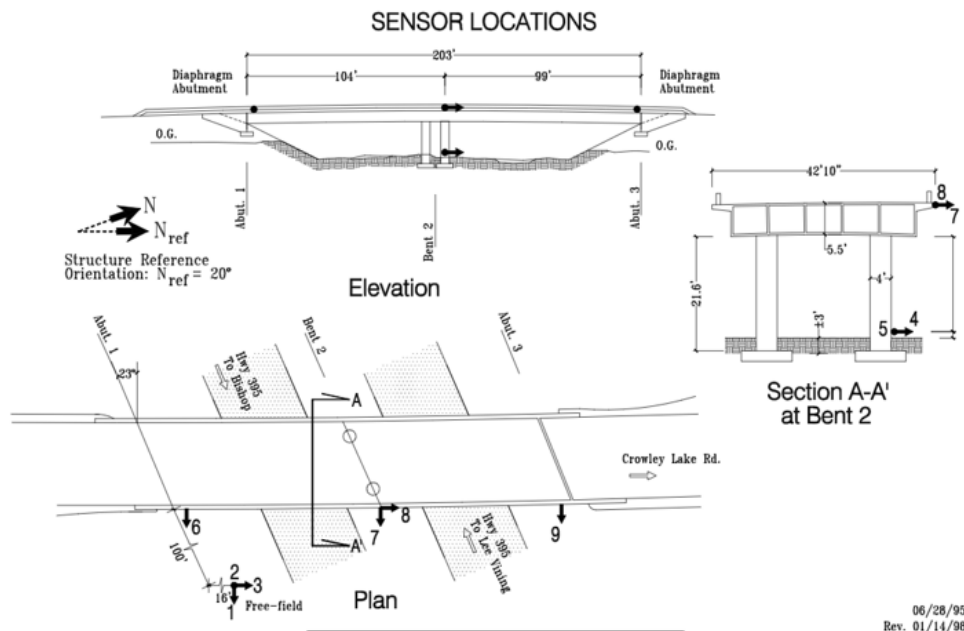 SENSOR LOCATIONS
203'
104'
99'
Diaphragm
Abutment
Diaphragm
Abutment
O.G.
O.G.
Abut. 1
Bent 2
Abut. 3
N
Nref
Structure Reference
Orientation: Nref = 20°
Elevation
42'10"
8
7
5.5'
4'
21.6'
±3'
5
4
Section A-A'
at Bent 2
Abut. 1
Bent 2
Abut. 3
23°
Hwy 395
To Bishop
A
Crowley Lake Rd.
6
7
8
9
A'
Hwy 395
To Lee Vining
100'
16'
2
3
1
Free-field
Plan
06/28/95
Rev. 01/14/98